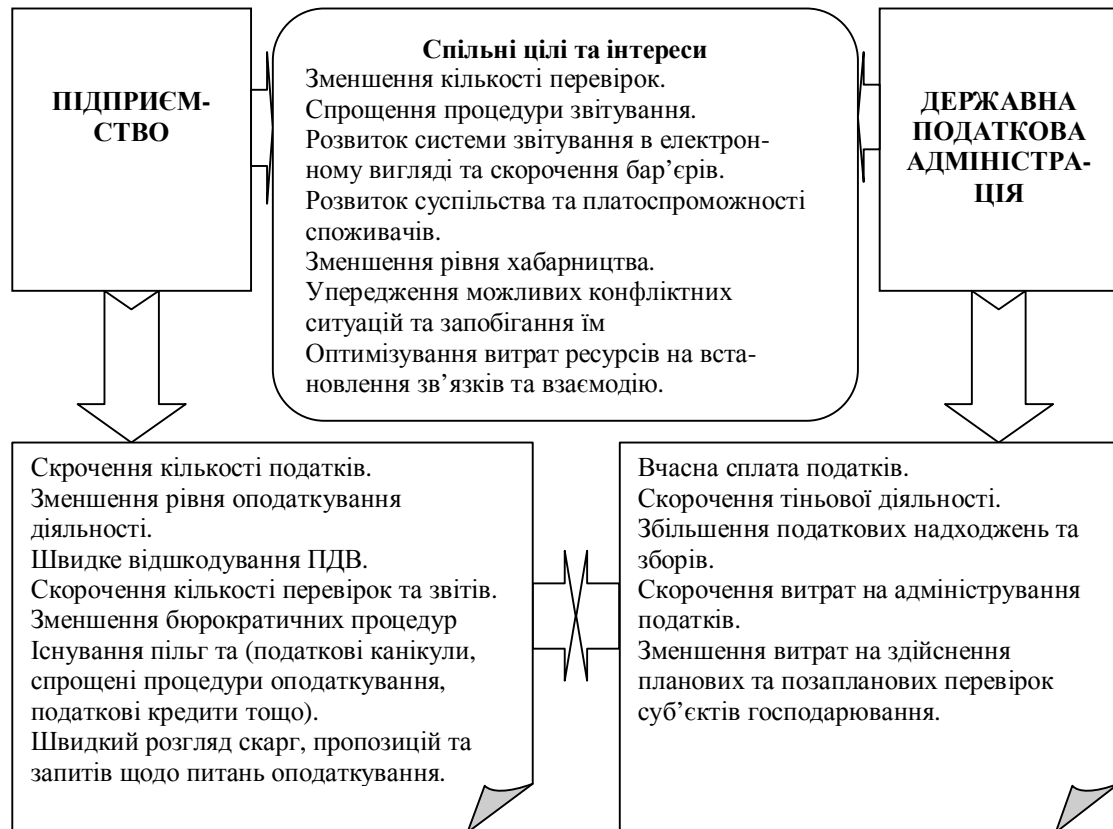 ПІДПРИЄМ-
СТВО
Спільні цілі та інтереси
Зменшення кількості перевірок.
Спрощення процедури звітування.
Розвиток системи звітування в електрон-
ному вигляді та скорочення бар’єрів.
Розвиток суспільства та платоспроможності
споживачів.
Зменшення рівня хабарництва.
Упередження можливих конфліктних
ситуацій та запобігання їм
Оптимізування витрат ресурсів на вста-
новлення зв’язків та взаємодію.
ДЕРЖАВНА
ПОДАТКОВА
АДМІНІСТРА-
ЦІЯ
Скрочення кількості податків.
Зменшення рівня оподаткування
діяльності.
Швидке відшкодування ПДВ.
Скорочення кількості перевірок та звітів.
Зменшення бюрократичних процедур
Існування пільг та (податкові канікули,
спрощені процедури оподаткування,
податкові кредити тощо).
Швидкий розгляд скарг, пропозицій та
запитів щодо питань оподаткування.
Вчасна сплата податків.
Скорочення тіньової діяльності.
Збільшення податкових надходжень та
зборів.
Скорочення витрат на адміністрування
податків.
Зменшення витрат на здійснення
планових та позапланових перевірок
суб’єктів господарювання.